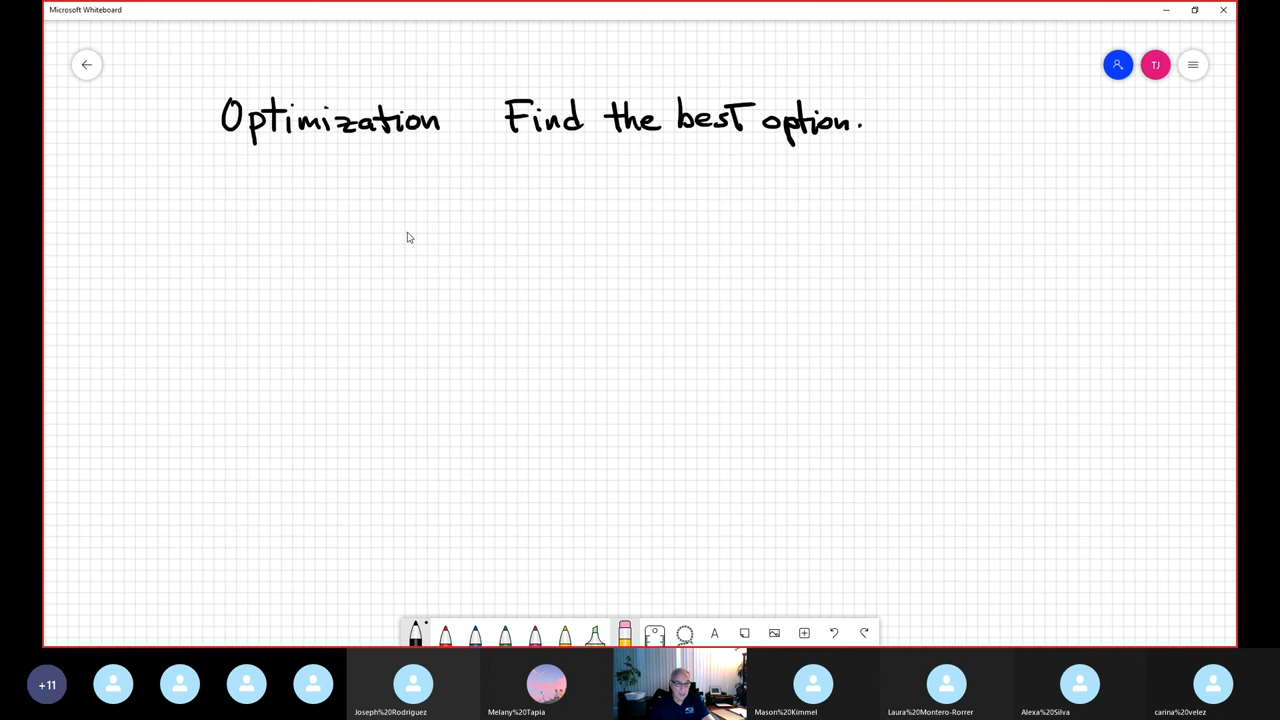 Microsoft Whiteboard
TJ
Optimization Find the best option.
A
+11
Joseph%20Rodriguez
Melany%20Tapia
Mason%20Kimmel
Laura%20Montero-Rorrer
Alexa%20Silva
carina%20velez